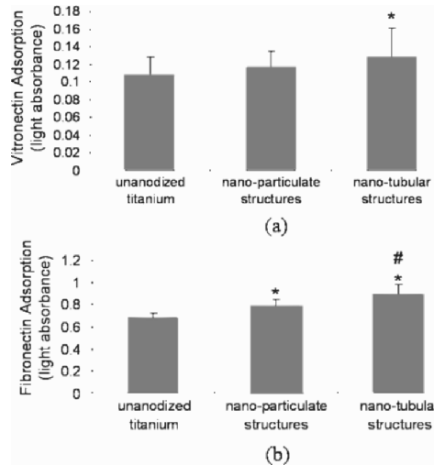 Vitronectin Adsorption
(light absorbance)
0.18
0.16
0.14
0.12
0.1
0.08
0.06
0.04
0.02
0
*
unanodized
titanium
nano-particulate
structures
nano-tubular
structures
(a)
Fibronectin Adsorption
(light absorbance)
1.2
1
0.8
0.6
0.4
0.2
0
*
#
*
unanodized
titanium
nano-particulate
structures
nano-tubula
structures
(b)